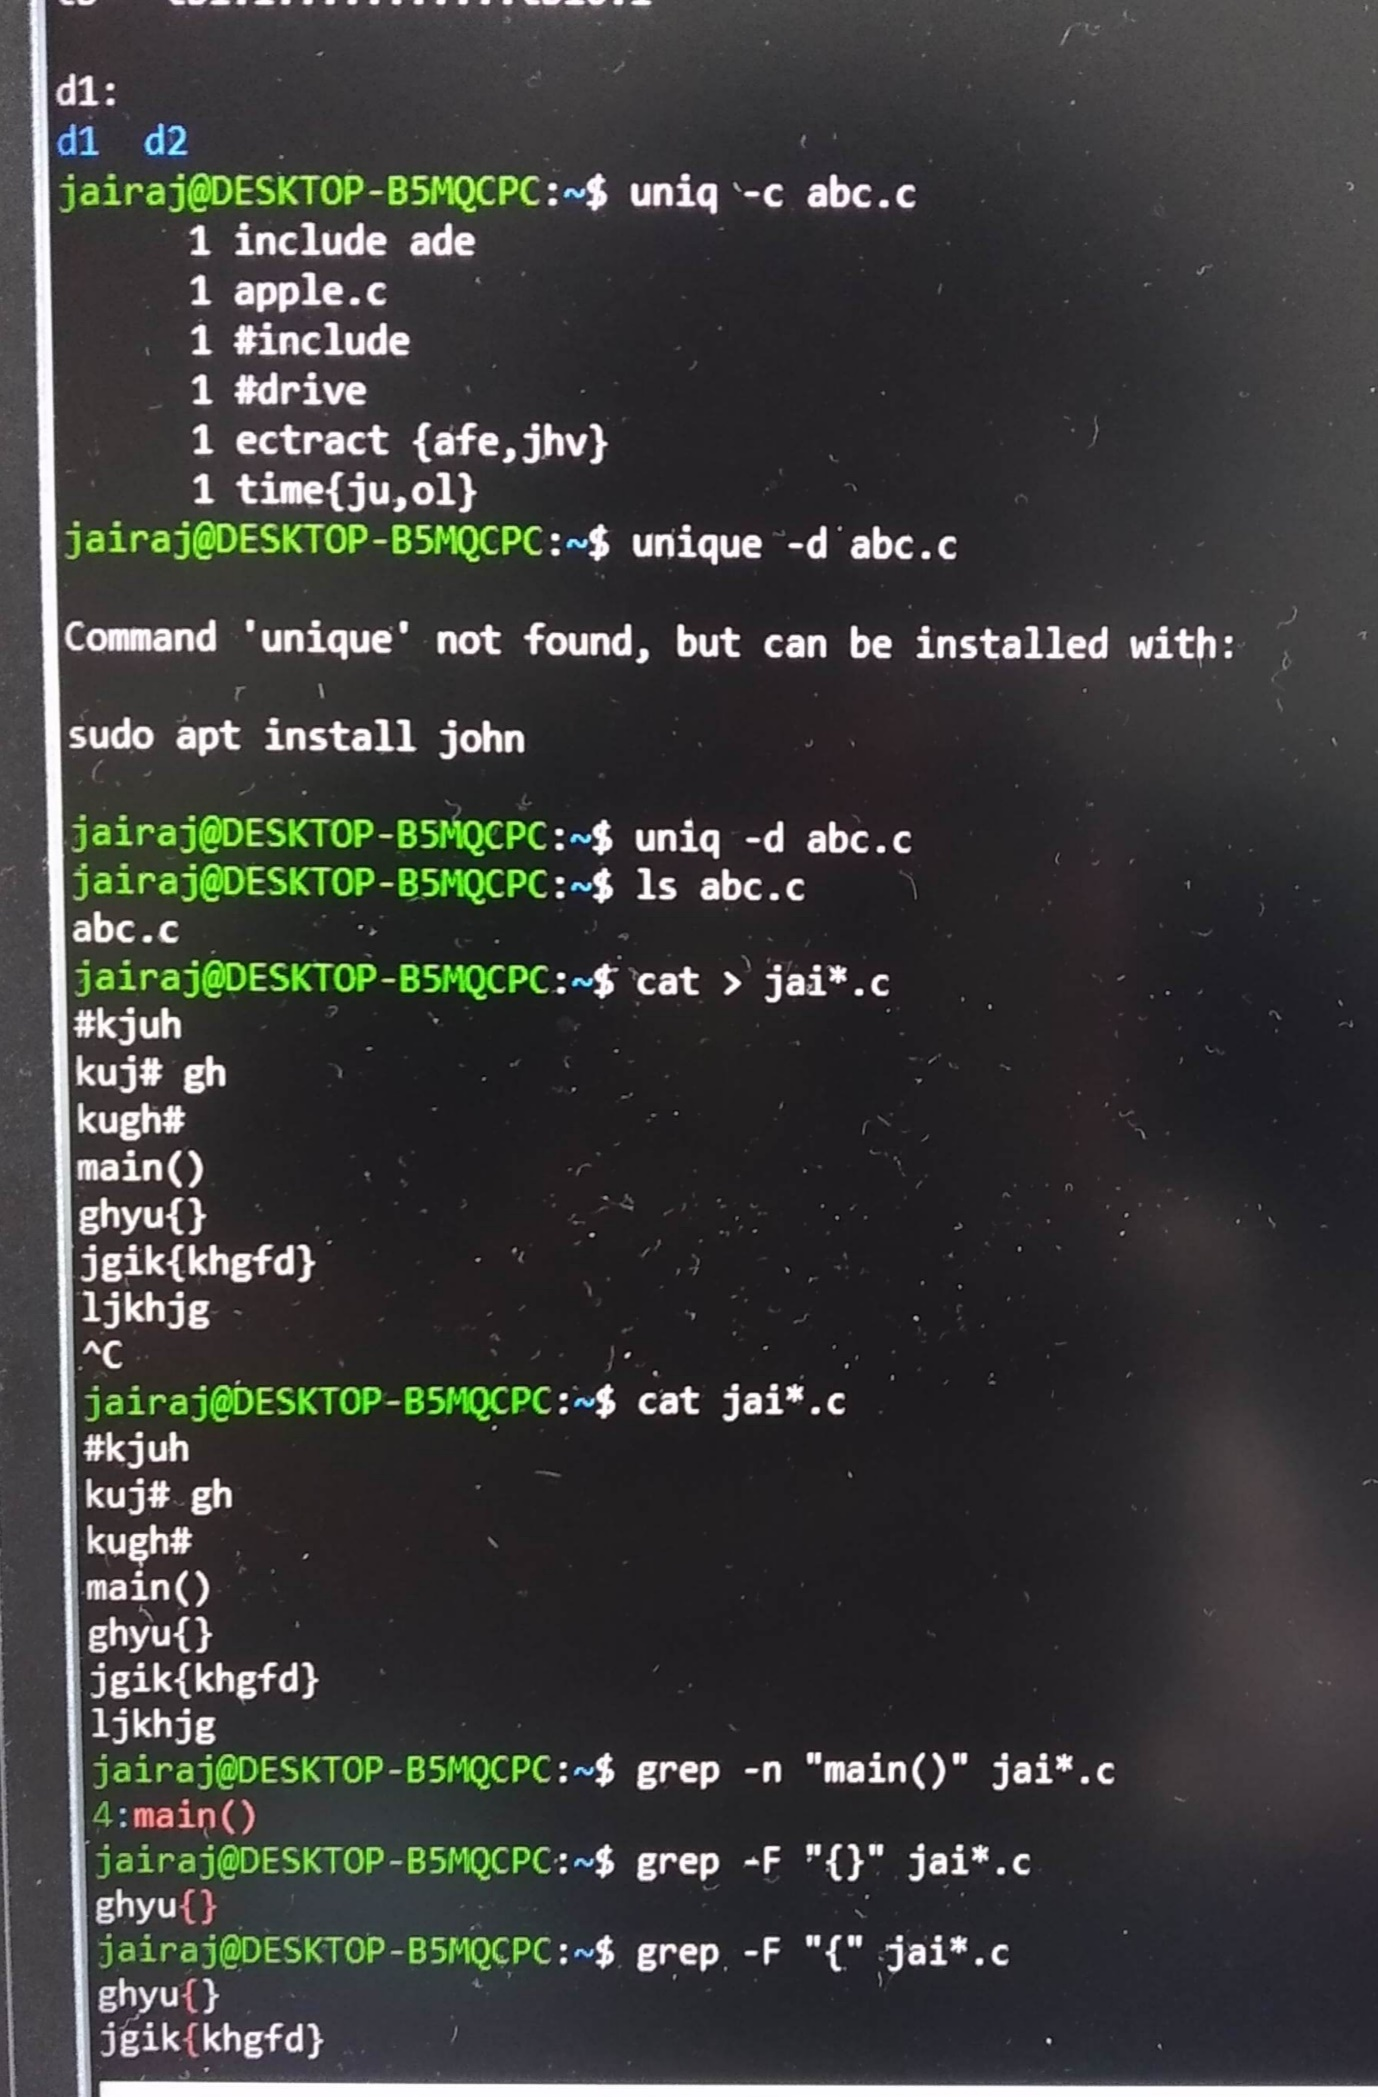 d1:
d1 d2
jairaj@DESKTOP-B5MQCPC:~$ uniq -c abc.c
1 include ade
1 apple.c
1 #include
1 #drive
1 ectract {afe,jhv}
1 time{ju,ol}
jairaj@DESKTOP-B5MQCPC:~$ unique -d abc.c
Command 'unique' not found, but can be installed with:
sudo apt install john
jairaj@DESKTOP-B5MQCPC:~$ uniq -d abc.c
jairaj@DESKTOP-B5MQCPC:~$ ls abc.c
abc.c
jairaj@DESKTOP-B5MQCPC:~$ cat > jai*.c
#kjuh
kuj# gh
kugh#
main()
ghyu{}
jgik{khgfd}
ljkhjg
^C
jairaj@DESKTOP-B5MQCPC:~$ cat jai*.c
#kjuh
kuj# gh
kugh#
main()
ghyu{}
jgik{khgfd}
ljkhjg
jairaj@DESKTOP-B5MQCPC:~$ grep -n "main()" jai*.c
4:main()
jairaj@DESKTOP-B5MQCPC:~$ grep -F "{}" jai*.c
ghyu{}
jairaj@DESKTOP-B5MQCPC:~$ grep -F "{" jai*.c
ghyu{}
jgik{khgfd}